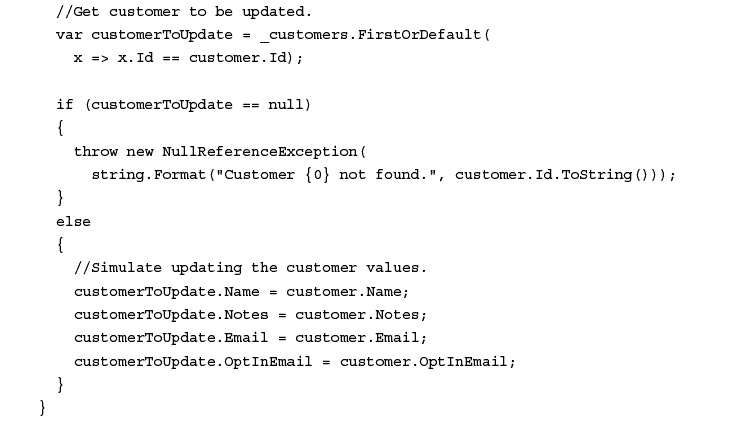 //Get customer to be updated.
var customerToUpdate = _customers.FirstOrDefault(
x => x.Id == customer.Id);
if (customerToUpdate == null)
{
throw new NullReferenceException(
string.Format("Customer {0} not found.", customer.Id.ToString()));
}
else
{
//Simulate updating the customer values.
customerToUpdate.Name = customer.Name;
customerToUpdate.Notes = customer.Notes;
customerToUpdate.Email = customer.Email;
customerToUpdate.OptInEmail = customer.OptInEmail;
}
}